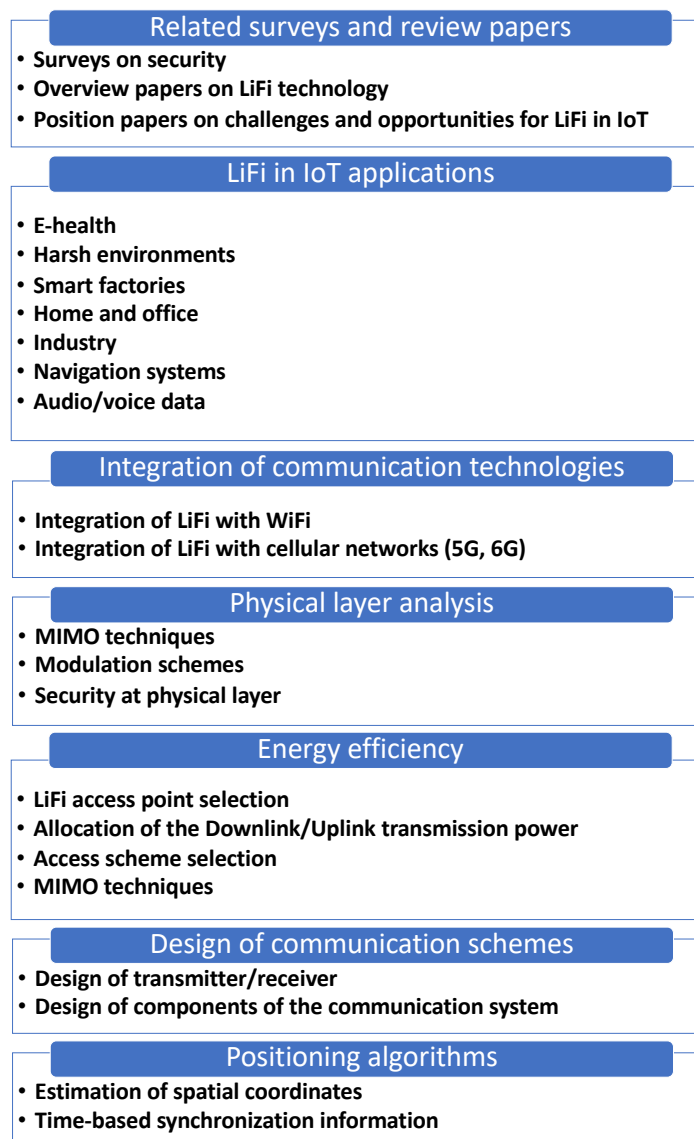 Related surveys and review papers
• Surveys on security
• Overview papers on LiFi technology
• Position papers on challenges and opportunities for LiFi in IoT
LiFi in IoT applications
• E-health
• Harsh environments
• Smart factories
• Home and office
• Industry
• Navigation systems
• Audio/voice data
Integration of communication technologies
• Integration of LiFi with WiFi
• Integration of LiFi with cellular networks (5G, 6G)
Physical layer analysis
• MIMO techniques
• Modulation schemes
• Security at physical layer
Energy efficiency
• LiFi access point selection
• Allocation of the Downlink/Uplink transmission power
• Access scheme selection
• MIMO techniques
Design of communication schemes
• Design of transmitter/receiver
• Design of components of the communication system
Positioning algorithms
• Estimation of spatial coordinates
• Time-based synchronization information